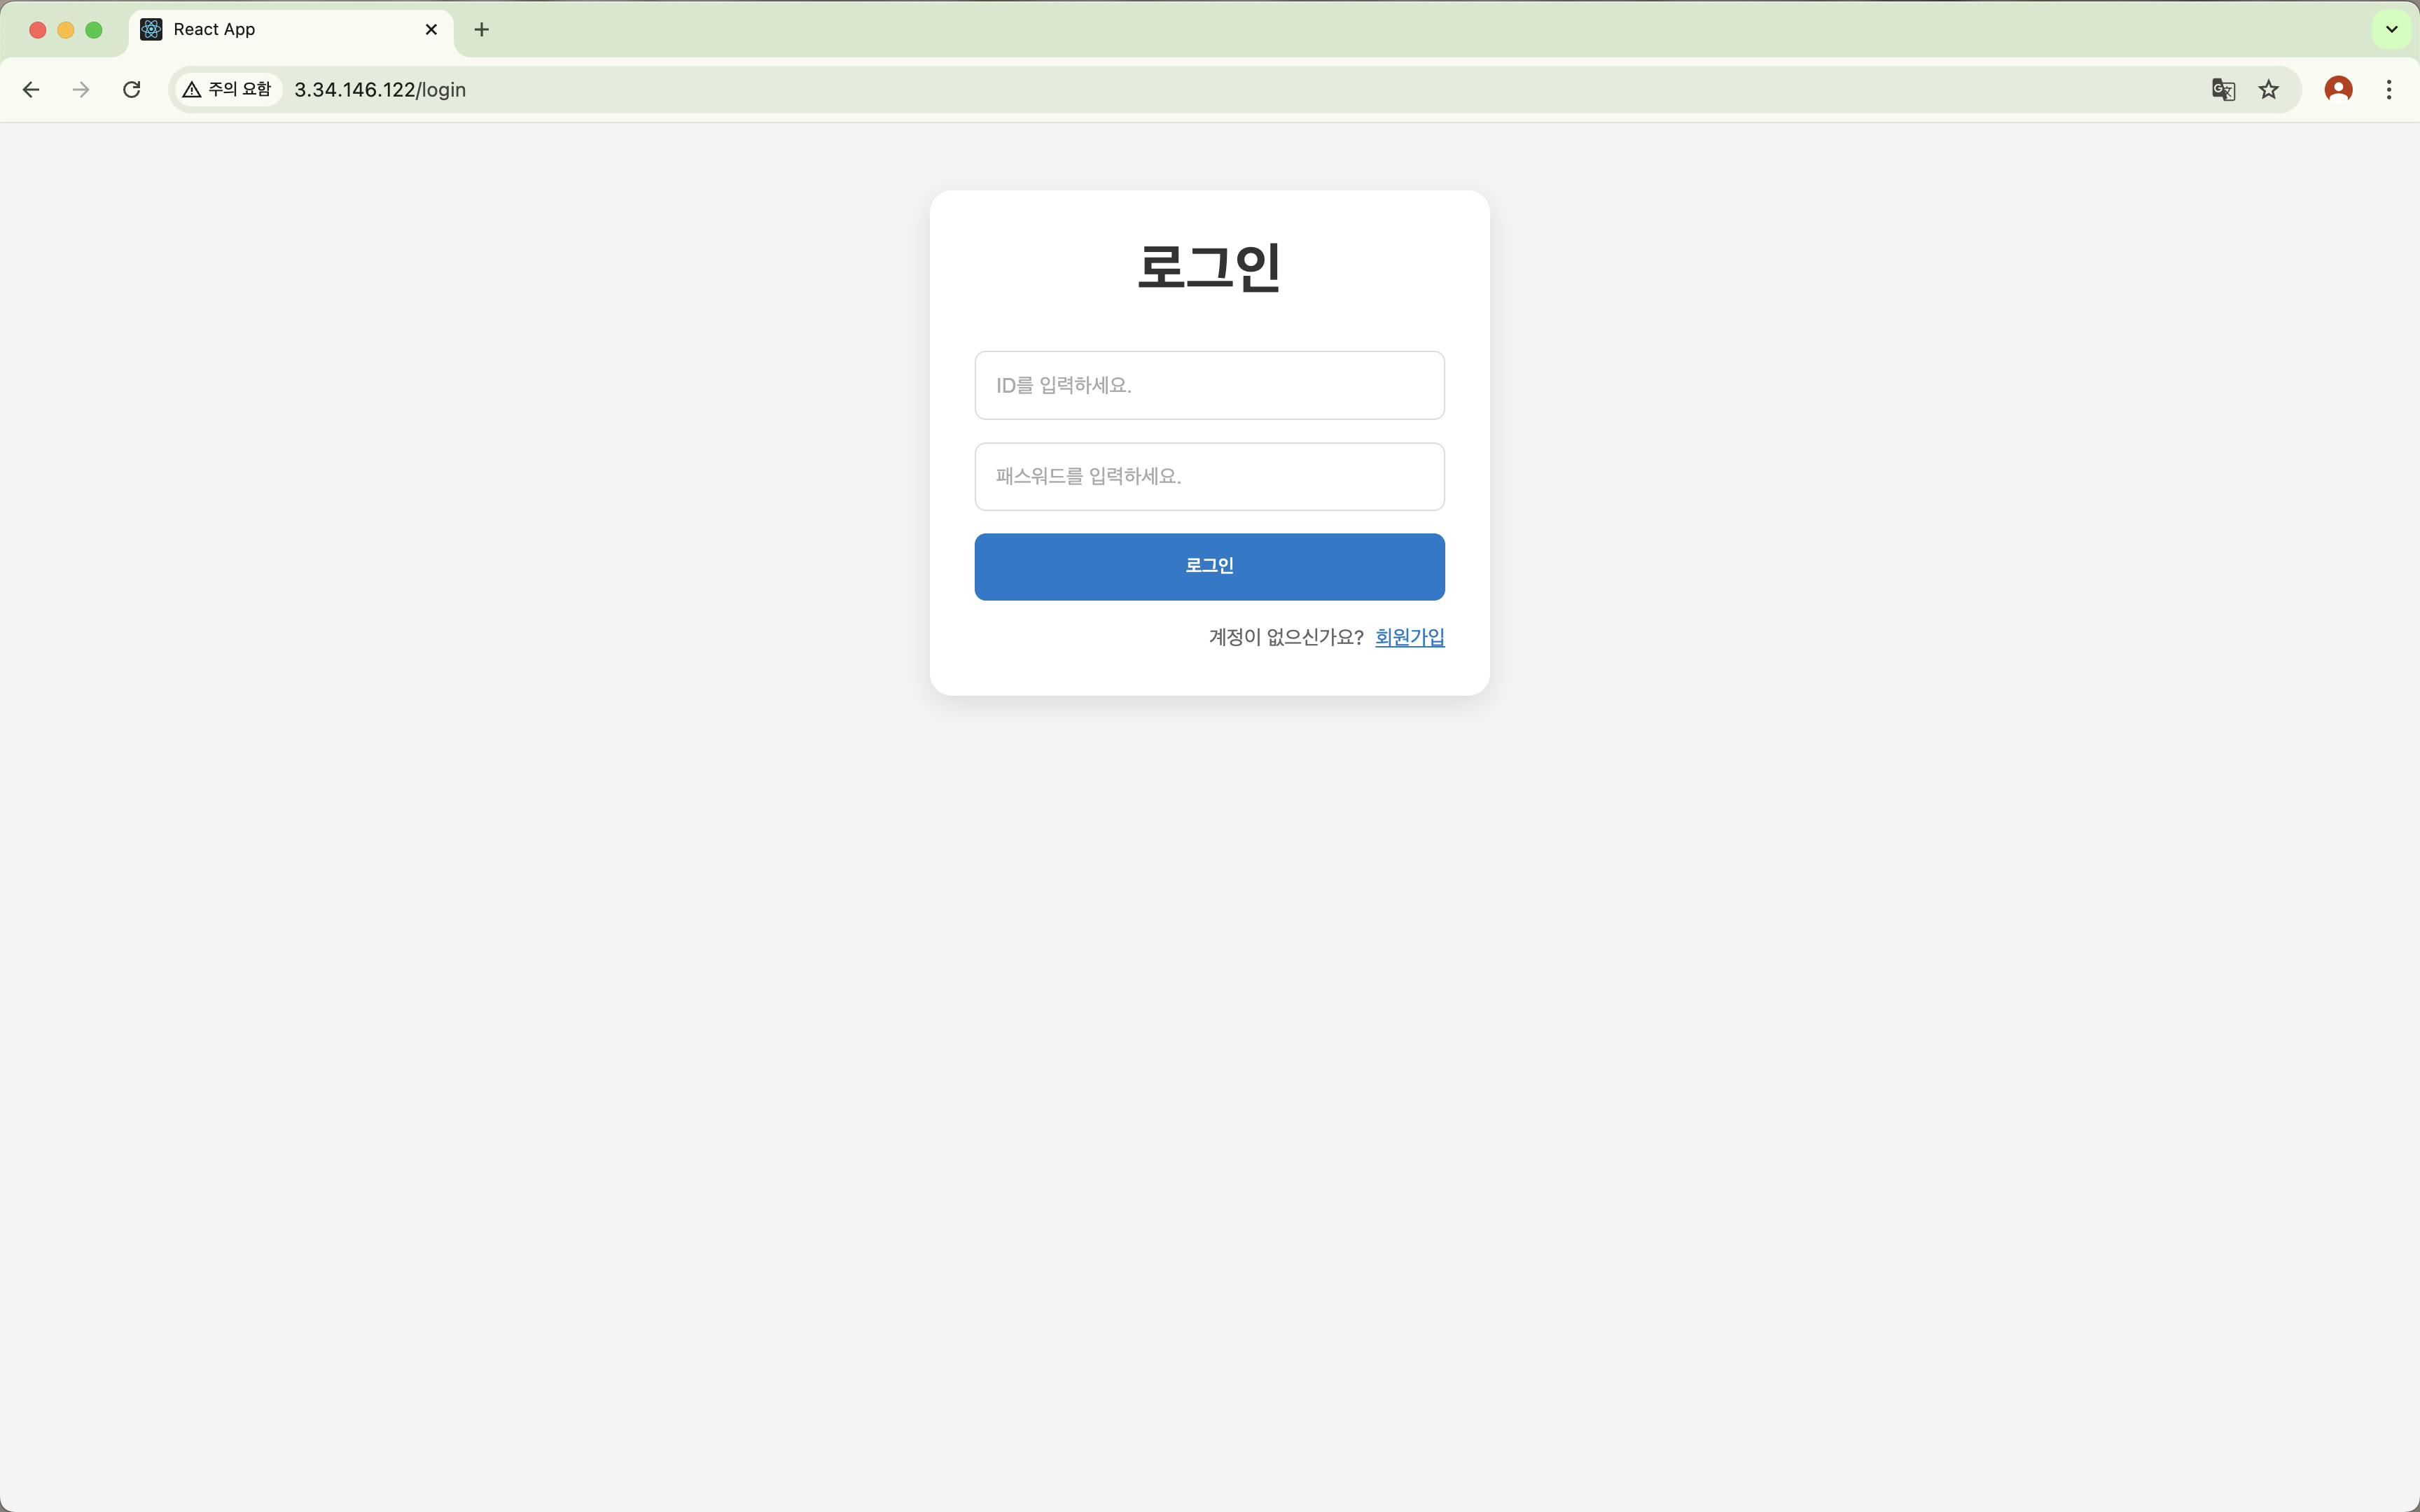 React App
주의 요함 3.34.146.122/login
로그인
ID를 입력하세요.
패스워드를 입력하세요.
로그인
계정이 없으신가요? 회원가입